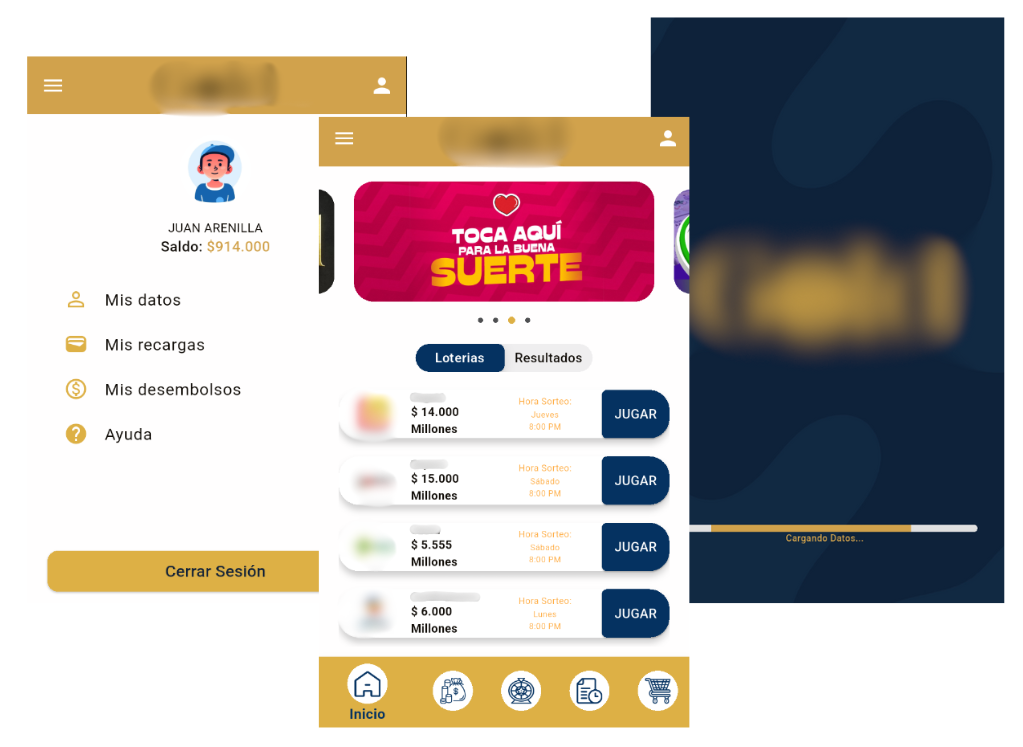 JUAN ARENILLA
Saldo: $914.000
Mis datos
Mis recargas
Mis desembolsos
Ayuda
Cerrar Sesión
TOCA AQUÍ
PARA LA BUENA
SUERTE
Loterias
Resultados
$ 14.000
Millones
Hora Sorteo:
Jueves
8:00 PM
JUGAR
$ 15.000
Millones
Hora Sorteo:
Sábado
8:00 PM
JUGAR
$ 5.555
Millones
Hora Sorteo:
Sábado
8:00 PM
JUGAR
$ 6.000
Millones
Hora Sorteo:
Lunes
8:00 PM
JUGAR
Inicio
Cargando Datos...